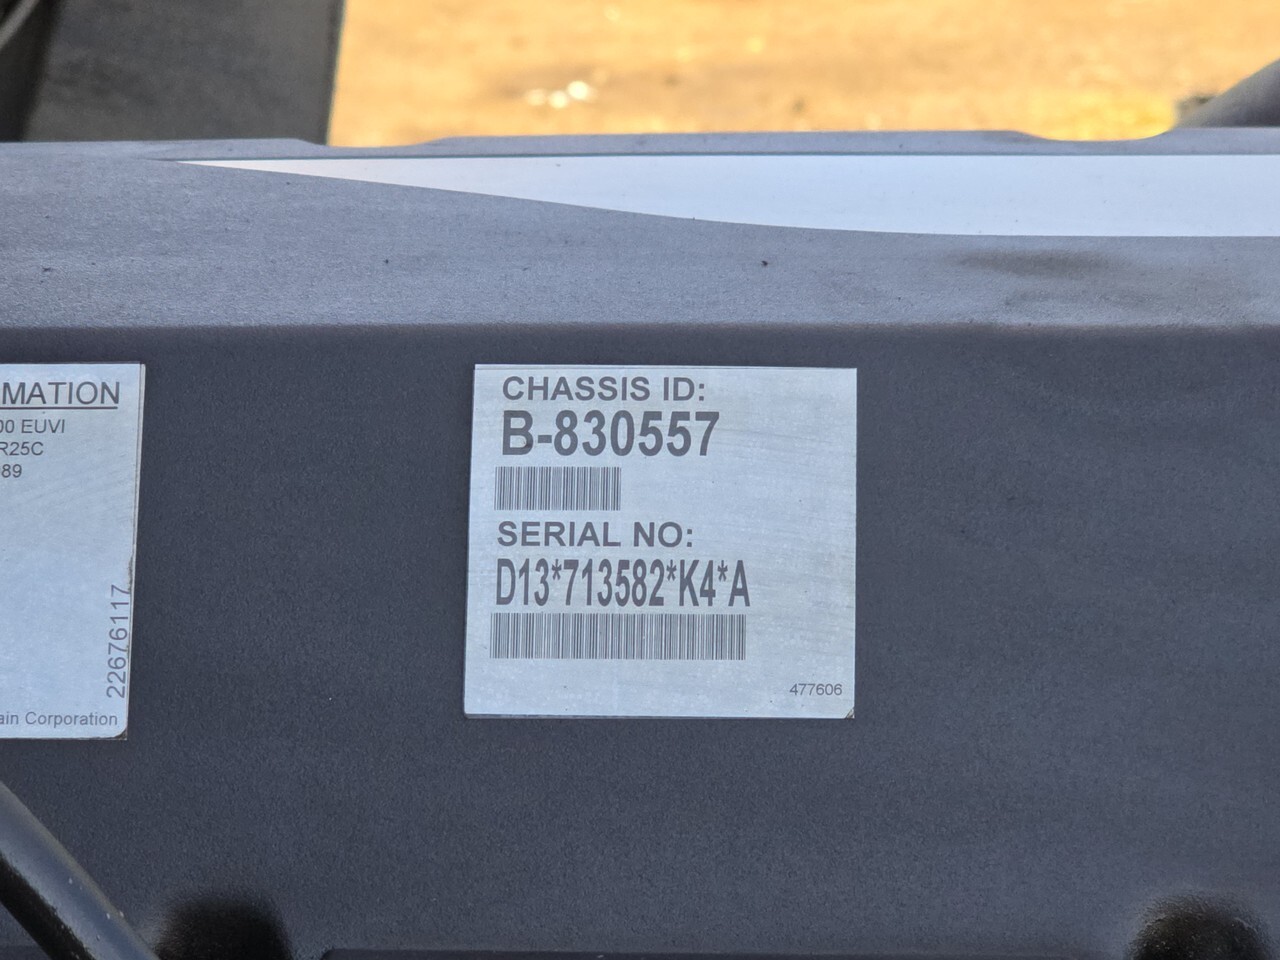 MATION
00 EUVI
R25C
89
22676117
ain Corporation
CHASSIS ID:
B-830557
SERIAL NO:
D13*713582*K4*A
477606